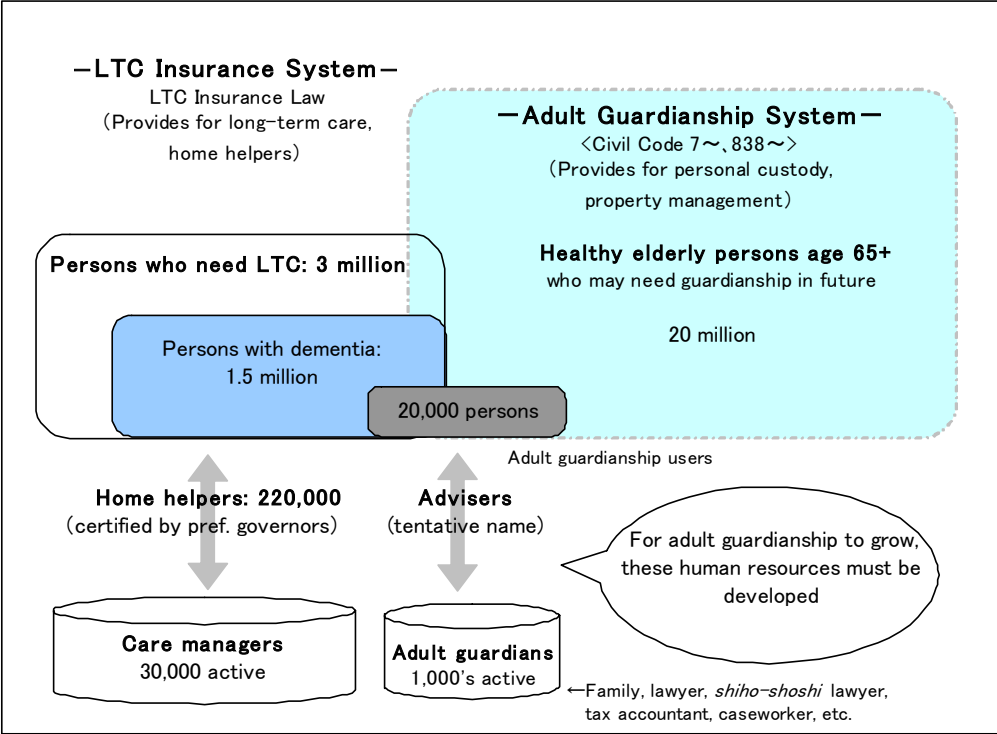 —LTC Insurance System—
LTC Insurance Law
(Provides for long-term care,
home helpers)
—Adult Guardianship System—
<Civil Code 7～、838～>
(Provides for personal custody,
property management)
Persons who need LTC: 3 million
Healthy elderly persons age 65+
who may need guardianship in future
20 million
Persons with dementia:
1.5 million
20,000 persons
Adult guardianship users
Home helpers: 220,000
(certified by pref. governors)
Advisers
(tentative name)
For adult guardianship to grow,
these human resources must be
developed
Care managers
30,000 active
Adult guardians
1,000's active
←Family, lawyer, shiho-shoshi lawyer,
tax accountant, caseworker, etc.